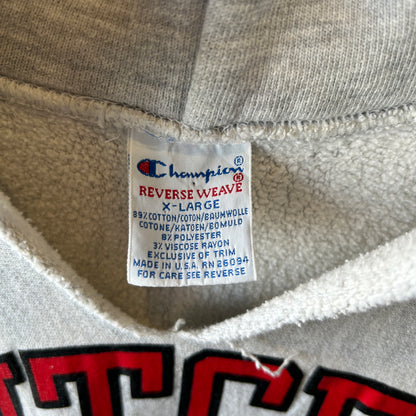 Champion®
REVERSE WEAVE®
X-LARGE
89% COTTON/COTON/BAUMWOLLE
COTONE/KATOEN/BOMULD
8% POLYESTER
3% VISCOSE RAYON
EXCLUSIVE OF TRIM
MADE IN U.S.A. RN 26094
FOR CARE SEE REVERSE